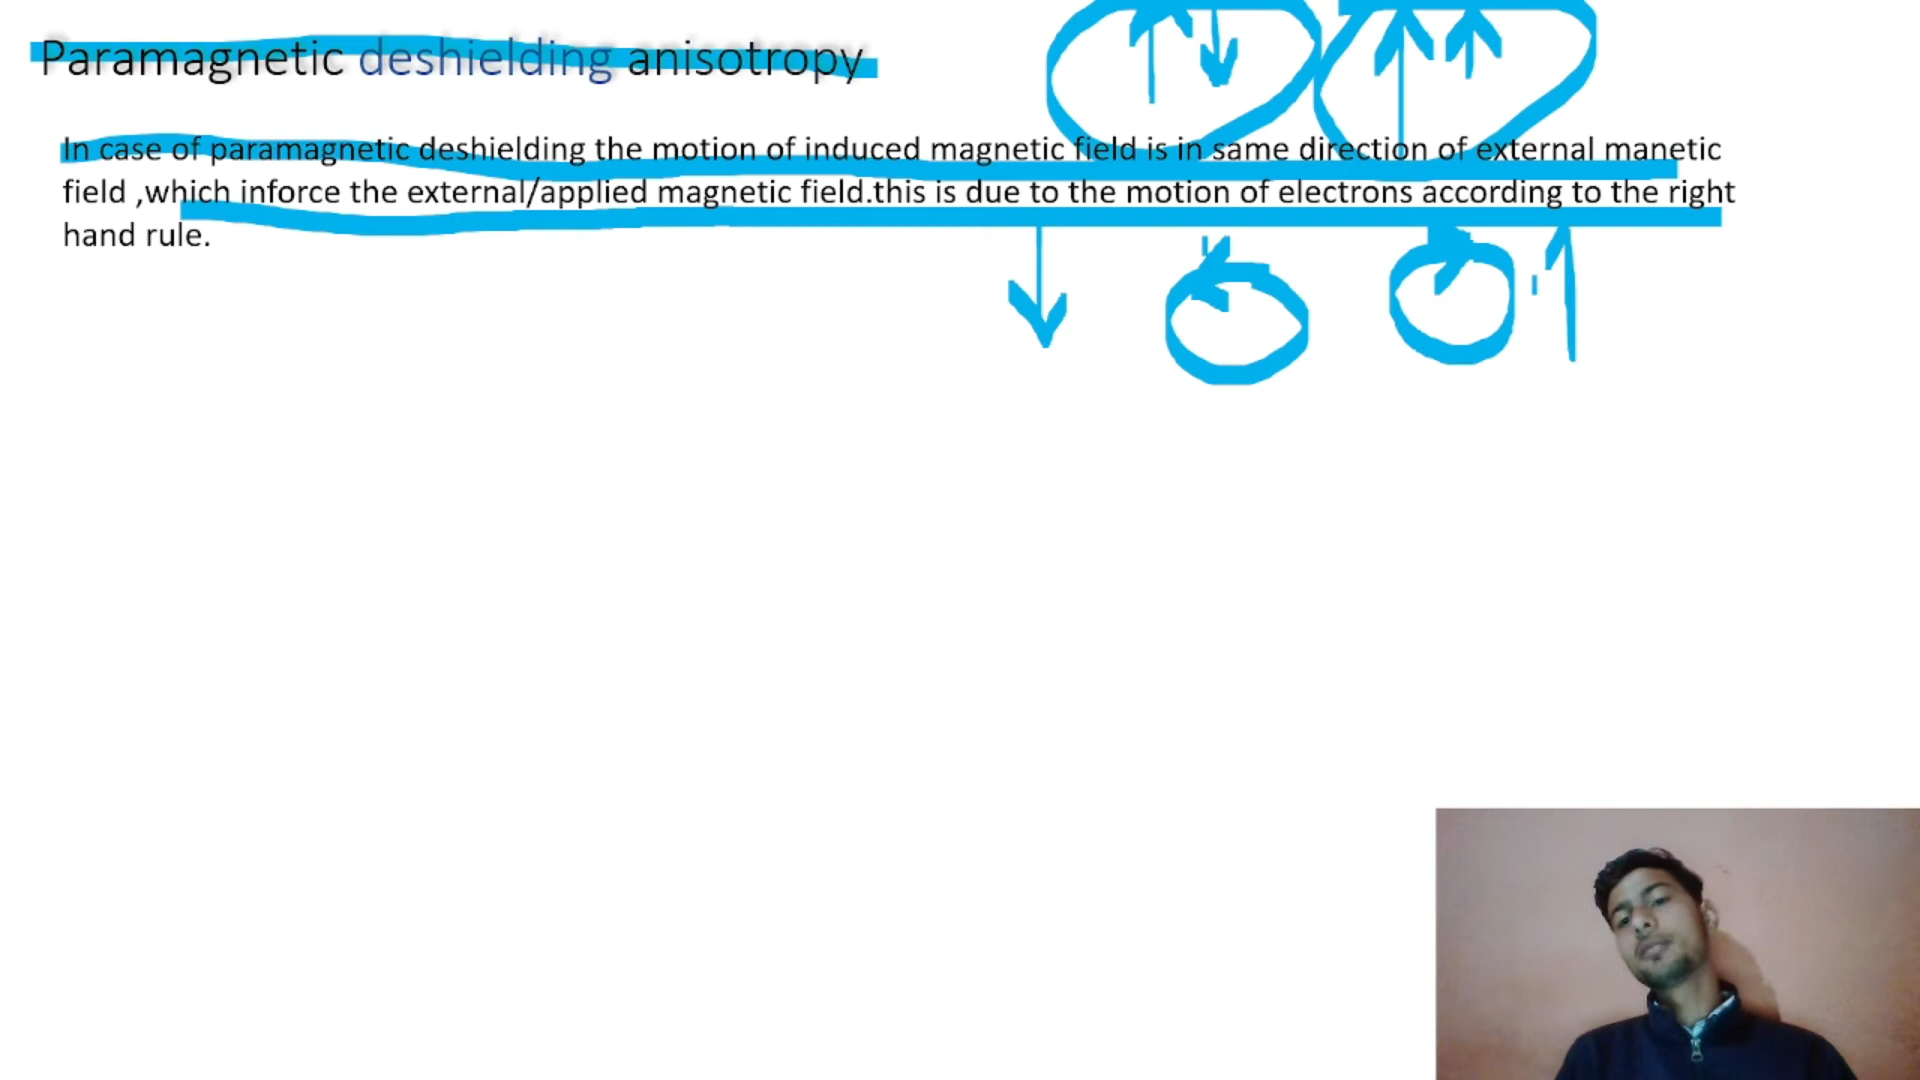 Paramagnetic deshielding anisotropy
In case of paramagnetic deshielding the motion of induced magnetic field is in same direction of external manetic
field ,which inforce the external/applied magnetic field.this is due to the motion of electrons according to the right
hand rule.